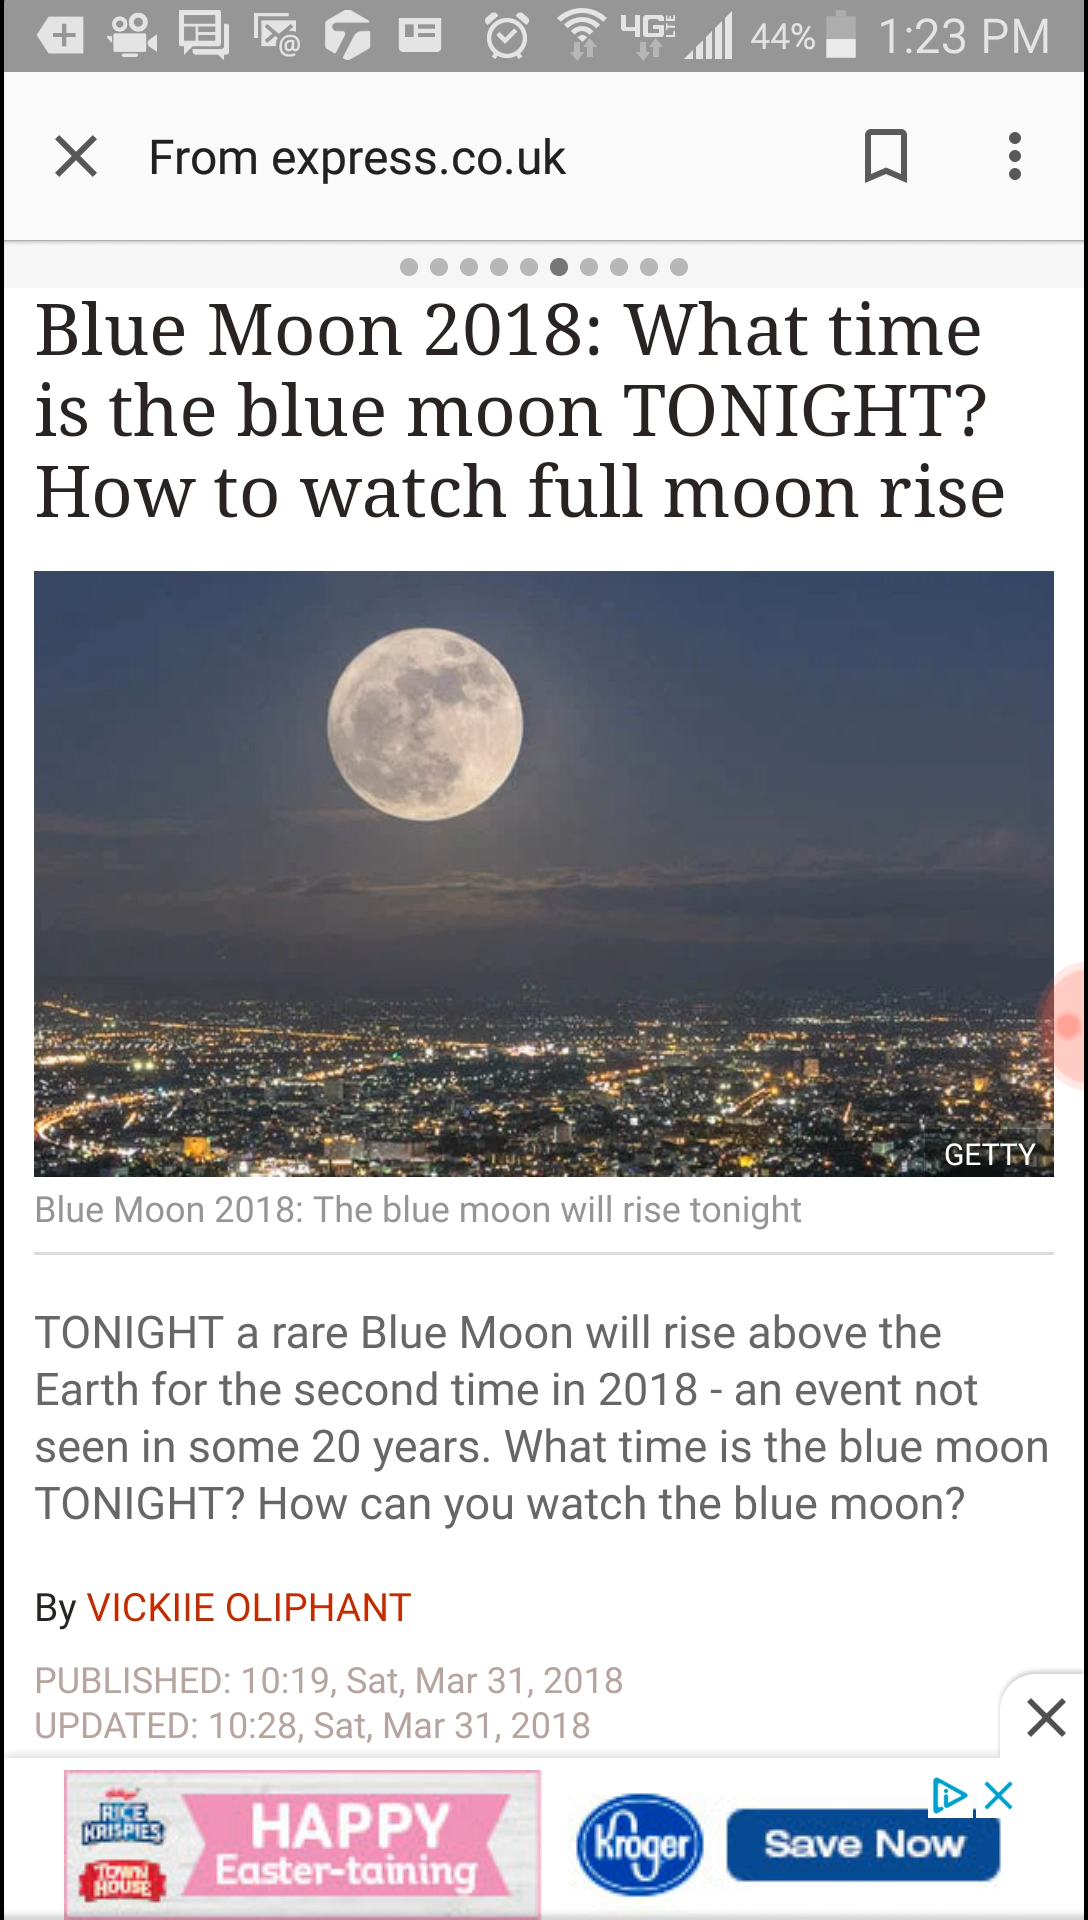 4G LTE 44% 1:23 PM
From express.co.uk
Blue Moon 2018: What time
is the blue moon TONIGHT?
How to watch full moon rise
GETTY
Blue Moon 2018: The blue moon will rise tonight
TONIGHT a rare Blue Moon will rise above the
Earth for the second time in 2018 - an event not
seen in some 20 years. What time is the blue moon
TONIGHT? How can you watch the blue moon?
By VICKIIE OLIPHANT
PUBLISHED: 10:19, Sat, Mar 31, 2018
UPDATED: 10:28, Sat, Mar 31, 2018
Kellogg's
RICE
KRISPIES
TOWN
HOUSE
HAPPY
Easter-taining
Kroger
Save Now